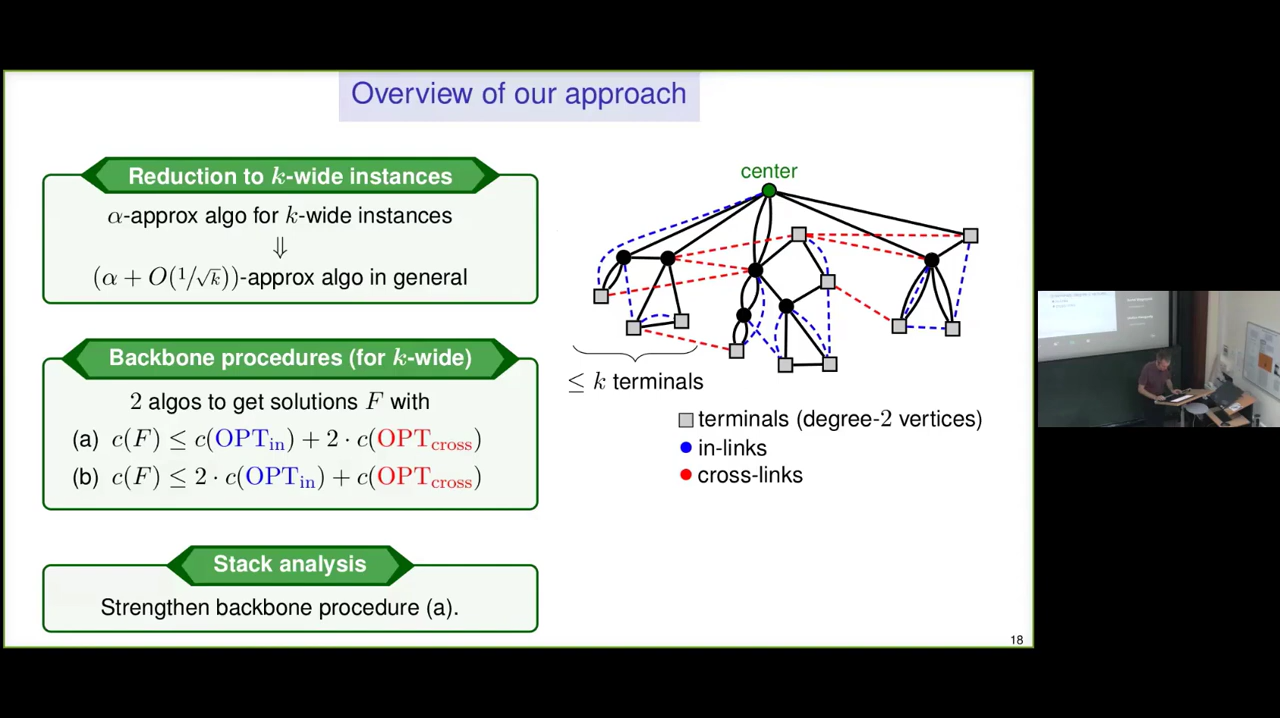 Overview of our approach
Reduction to k-wide instances
α-approx algo for k-wide instances
⇓
(α + O(1/√k))-approx algo in general
Backbone procedures (for k-wide)
2 algos to get solutions F with
(a) c(F) ≤ c(OPT_in) + 2 · c(OPT_cross)
(b) c(F) ≤ 2 · c(OPT_in) + c(OPT_cross)
Stack analysis
Strengthen backbone procedure (a).
center
≤ k terminals
terminals (degree-2 vertices)
in-links
cross-links
18